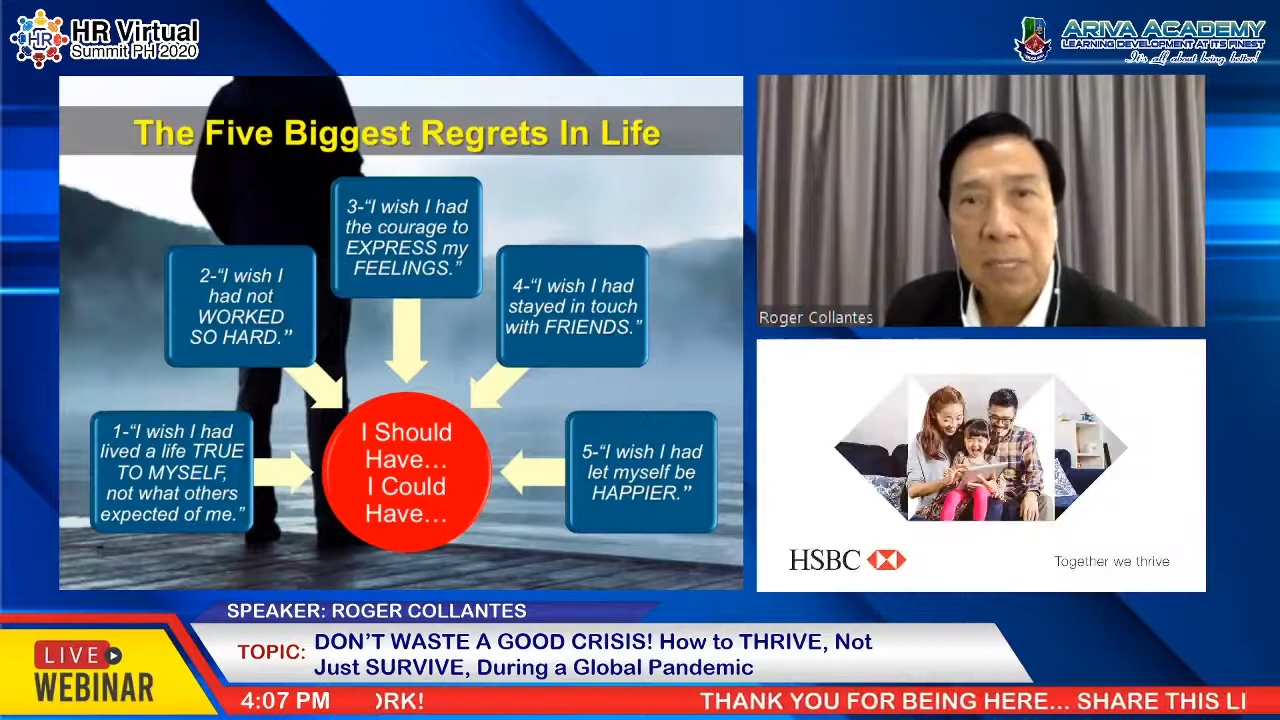 HR Virtual
Summit PH 2020
HR
ARIVA ACADEMY
LEARNING DEVELOPMENT AT ITS FINEST
It's all about being better!
The Five Biggest Regrets In Life
3-“I wish I had
the courage to
EXPRESS my
FEELINGS.”
2-“I wish I
had not
WORKED
SO HARD.”
4-“I wish I had
stayed in touch
with FRIENDS.”
1-“I wish I had
lived a life TRUE
TO MYSELF,
not what others
expected of me.”
I Should
Have…
I Could
Have…
5-“I wish I had
let myself be
HAPPIER.”
Roger Collantes
HSBC
Together we thrive
SPEAKER: ROGER COLLANTES
TOPIC: DON’T WASTE A GOOD CRISIS! How to THRIVE, Not
Just SURVIVE, During a Global Pandemic
LIVE
WEBINAR
4:07 PM
RK! THANK YOU FOR BEING HERE... SHARE THIS LI